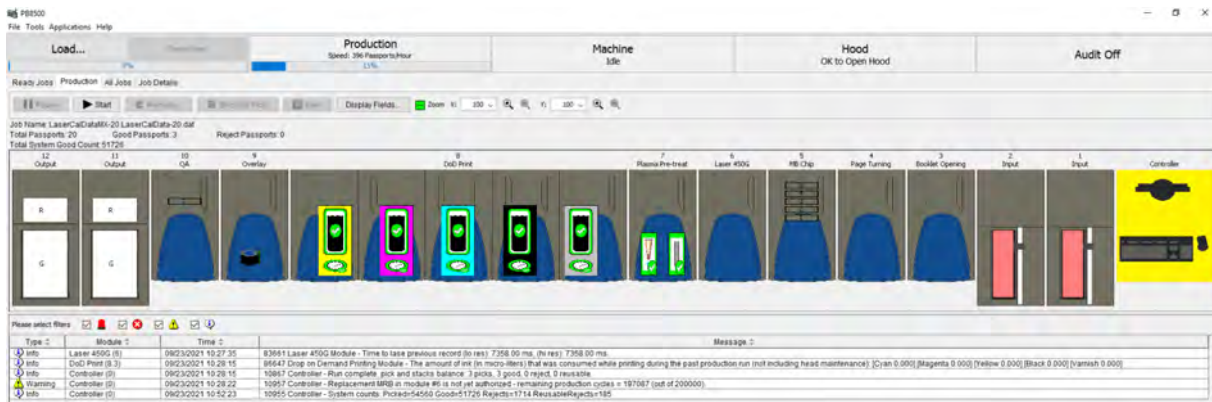 PB8500
File Tools Applications Help
Load...
0%
Production
Speed: 396 Passports/Hour
15%
Machine
Idle
Hood
OK to Open Hood
Audit Off
Ready Jobs Production All Jobs Job Details
Start Display Fields... Zoom X: 100 Y: 100
Job Name: LaserCalDataMX-20 LaserCalData-20.dat
Total Passports: 20 Good Passports: 3 Reject Passports: 0
Total System Good Count: 51726
12 11 10 9 8 7 6 5 4 3 2 1
Output Output QA Overlay DoD Print Plasma Pre-treat Laser 450G MB Chip Page Turning Booklet Opening Input Input Controller
R R
G G
Please select filters
Type Module Time Message
Info Laser 450G (6) 09/23/2021 10:27:35 83661 Laser 450G Module - Time to lase previous record (lo res): 7358.00 ms, (hi res): 7358.00 ms.
Info DoD Print (8.3) 09/23/2021 10:28:15 86647 Drop on Demand Printing Module - The amount of ink (in micro-liters) that was consumed while printing during the past production run (not including head maintenance): [Cyan 0.000] [Magenta 0.000] [Yellow 0.000] [Black 0.000] [Varnish 0.000]
Info Controller (0) 09/23/2021 10:28:15 10867 Controller - Run complete, pick and stacks balance: 3 picks, 3 good, 0 reject, 0 reusable.
Warning Controller (0) 09/23/2021 10:28:22 10957 Controller - Replacement MRB in module #6 is not yet authorized - remaining production cycles = 197087 (out of 200000).
Info Controller (0) 09/23/2021 10:52:23 10955 Controller - System counts: Picked=54560 Good=51726 Rejects=1714 ReusableRejects=185